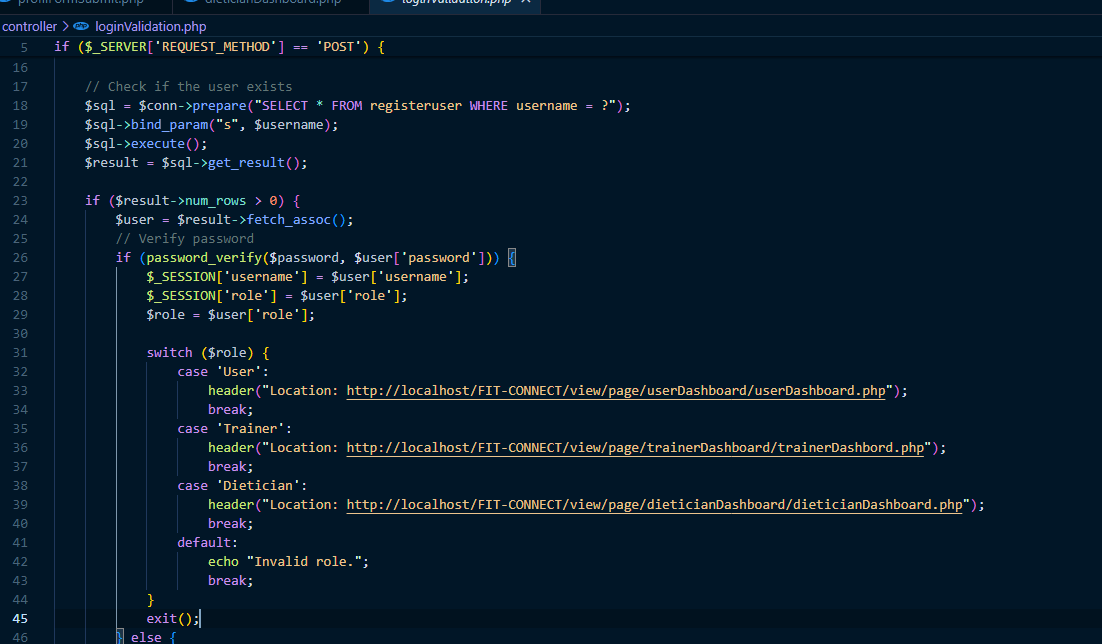 profilFormSubmit.php dieticianDashboard.php loginValidation.php ×
controller > php loginValidation.php
5 if ($_SERVER['REQUEST_METHOD'] == 'POST') {
16
17 // Check if the user exists
18 $sql = $conn->prepare("SELECT * FROM registeruser WHERE username = ?");
19 $sql->bind_param("s", $username);
20 $sql->execute();
21 $result = $sql->get_result();
22
23 if ($result->num_rows > 0) {
24 $user = $result->fetch_assoc();
25 // Verify password
26 if (password_verify($password, $user['password'])) {
27 $_SESSION['username'] = $user['username'];
28 $_SESSION['role'] = $user['role'];
29 $role = $user['role'];
30
31 switch ($role) {
32 case 'User':
33 header("Location: http://localhost/FIT-CONNECT/view/page/userDashboard/userDashboard.php");
34 break;
35 case 'Trainer':
36 header("Location: http://localhost/FIT-CONNECT/view/page/trainerDashboard/trainerDashbord.php");
37 break;
38 case 'Dietician':
39 header("Location: http://localhost/FIT-CONNECT/view/page/dieticianDashboard/dieticianDashboard.php");
40 break;
41 default:
42 echo "Invalid role.";
43 break;
44 }
45 exit();
46 } else {